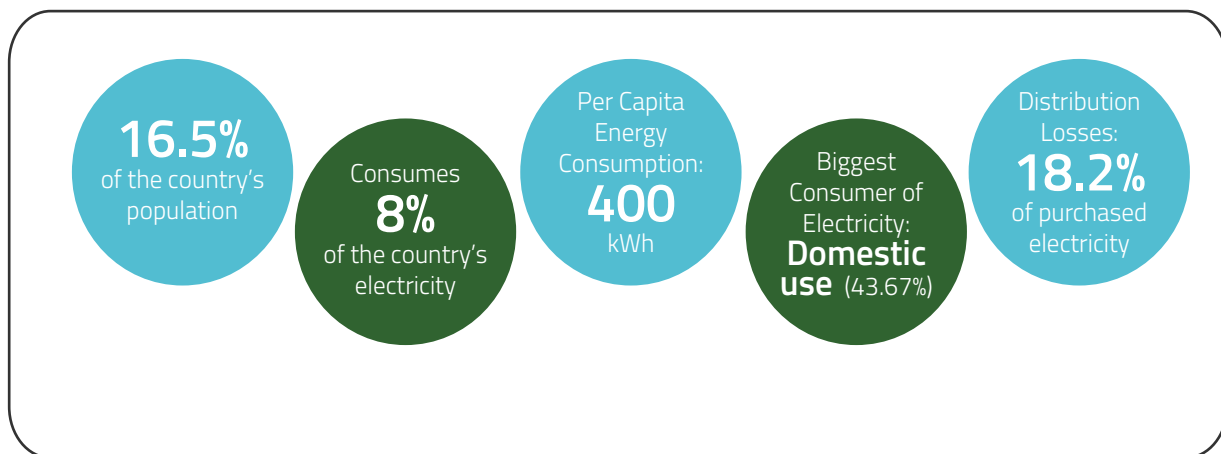 16.5%
of the country's
population
Consumes
8%
of the country's
electricity
Per Capita
Energy
Consumption:
400
kWh
Biggest
Consumer of
Electricity:
Domestic
use (43.67%)
Distribution
Losses:
18.2%
of purchased
electricity